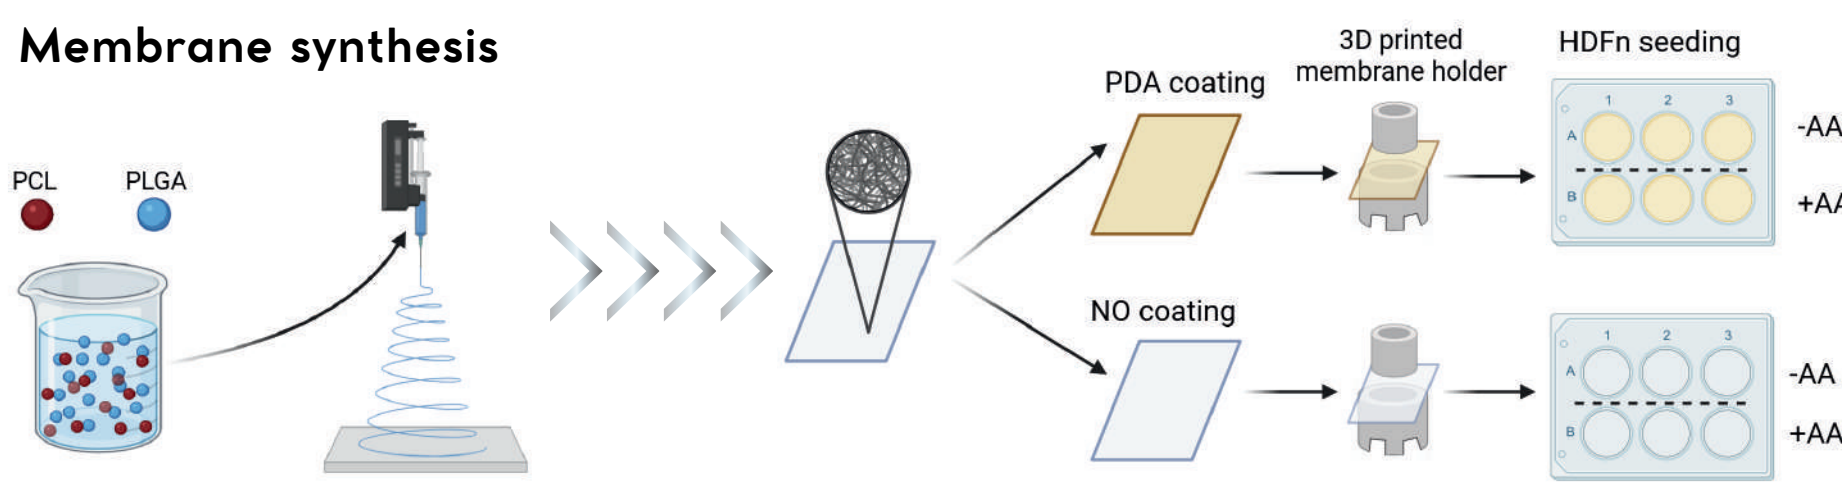 Membrane synthesis
PCL
PLGA
PDA coating
3D printed
membrane holder
HDFn seeding
1 2 3
A
B
-AA
+AA
NO coating
1 2 3
A
B
-AA
+AA